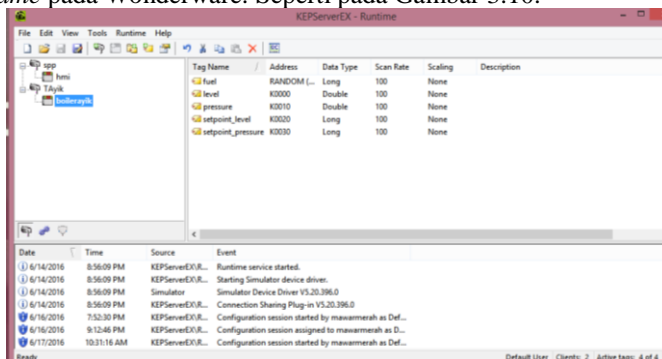 pada Wonderware. Seperti pada Gambar 3.10.
KEPServerEX - Runtime
File Edit View Tools Runtime Help
spp
hmi
TAyik
boilerayik
Tag Name / Address Data Type Scan Rate Scaling Description
fuel RANDOM (... Long 100 None
level K0000 Double 100 None
pressure K0010 Double 100 None
setpoint_level K0020 Long 100 None
setpoint_pressure K0030 Long 100 None
Date Time Source Event
6/14/2016 8:56:09 PM KEPServerEX\R... Runtime service started.
6/14/2016 8:56:09 PM KEPServerEX\R... Starting Simulator device driver.
6/14/2016 8:56:09 PM Simulator Simulator Device Driver V5.20.396.0
6/14/2016 8:56:09 PM KEPServerEX\R... Connection Sharing Plug-in V5.20.396.0
6/16/2016 7:52:30 PM KEPServerEX\R... Configuration session started by mawarmerah as Def...
6/16/2016 9:12:46 PM KEPServerEX\R... Configuration session assigned to mawarmerah as D...
6/17/2016 10:31:16 AM KEPServerEX\R... Configuration session started by mawarmerah as Def...
Ready Default User Clients: 2 Active tags: 4 of 4